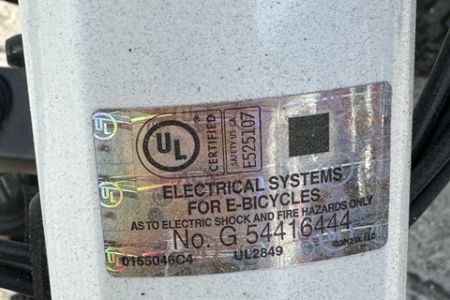 UL
®
CERTIFIED
SAFETY US CA
E525107
ELECTRICAL SYSTEMS
FOR E-BICYCLES
AS TO ELECTRIC SHOCK AND FIRE HAZARDS ONLY
No. G 54416444
0165046C4
UL2849